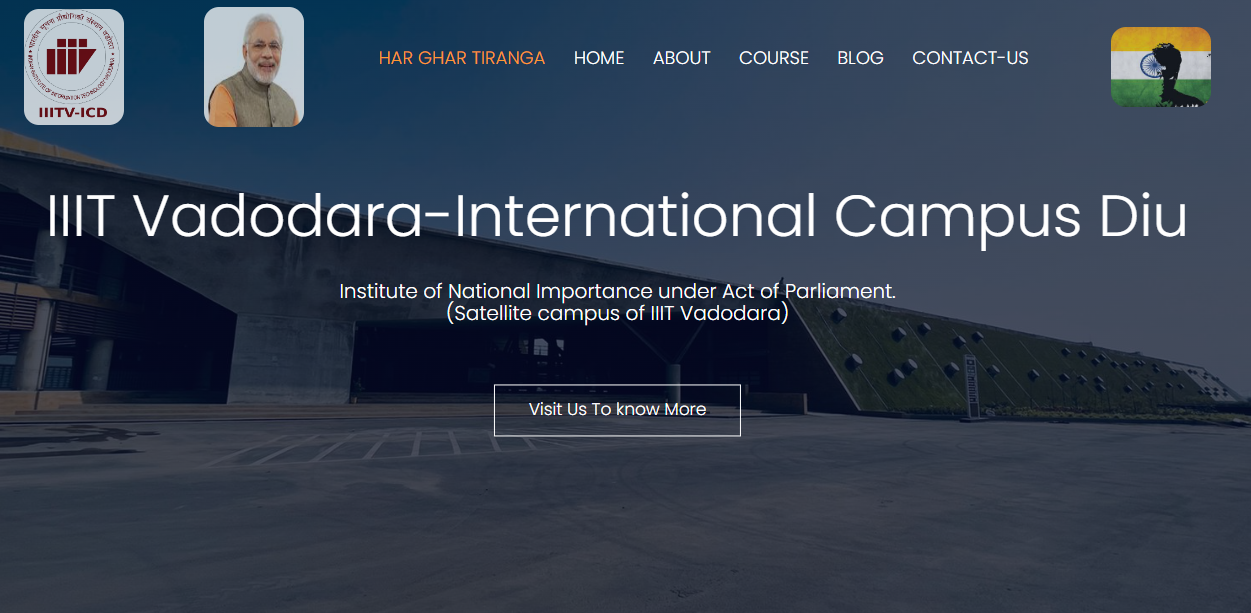 IIITV-ICD
HAR GHAR TIRANGA HOME ABOUT COURSE BLOG CONTACT-US
IIIT Vadodara-International Campus Diu
Institute of National Importance under Act of Parliament.
(Satellite campus of IIIT Vadodara)
Visit Us To know More